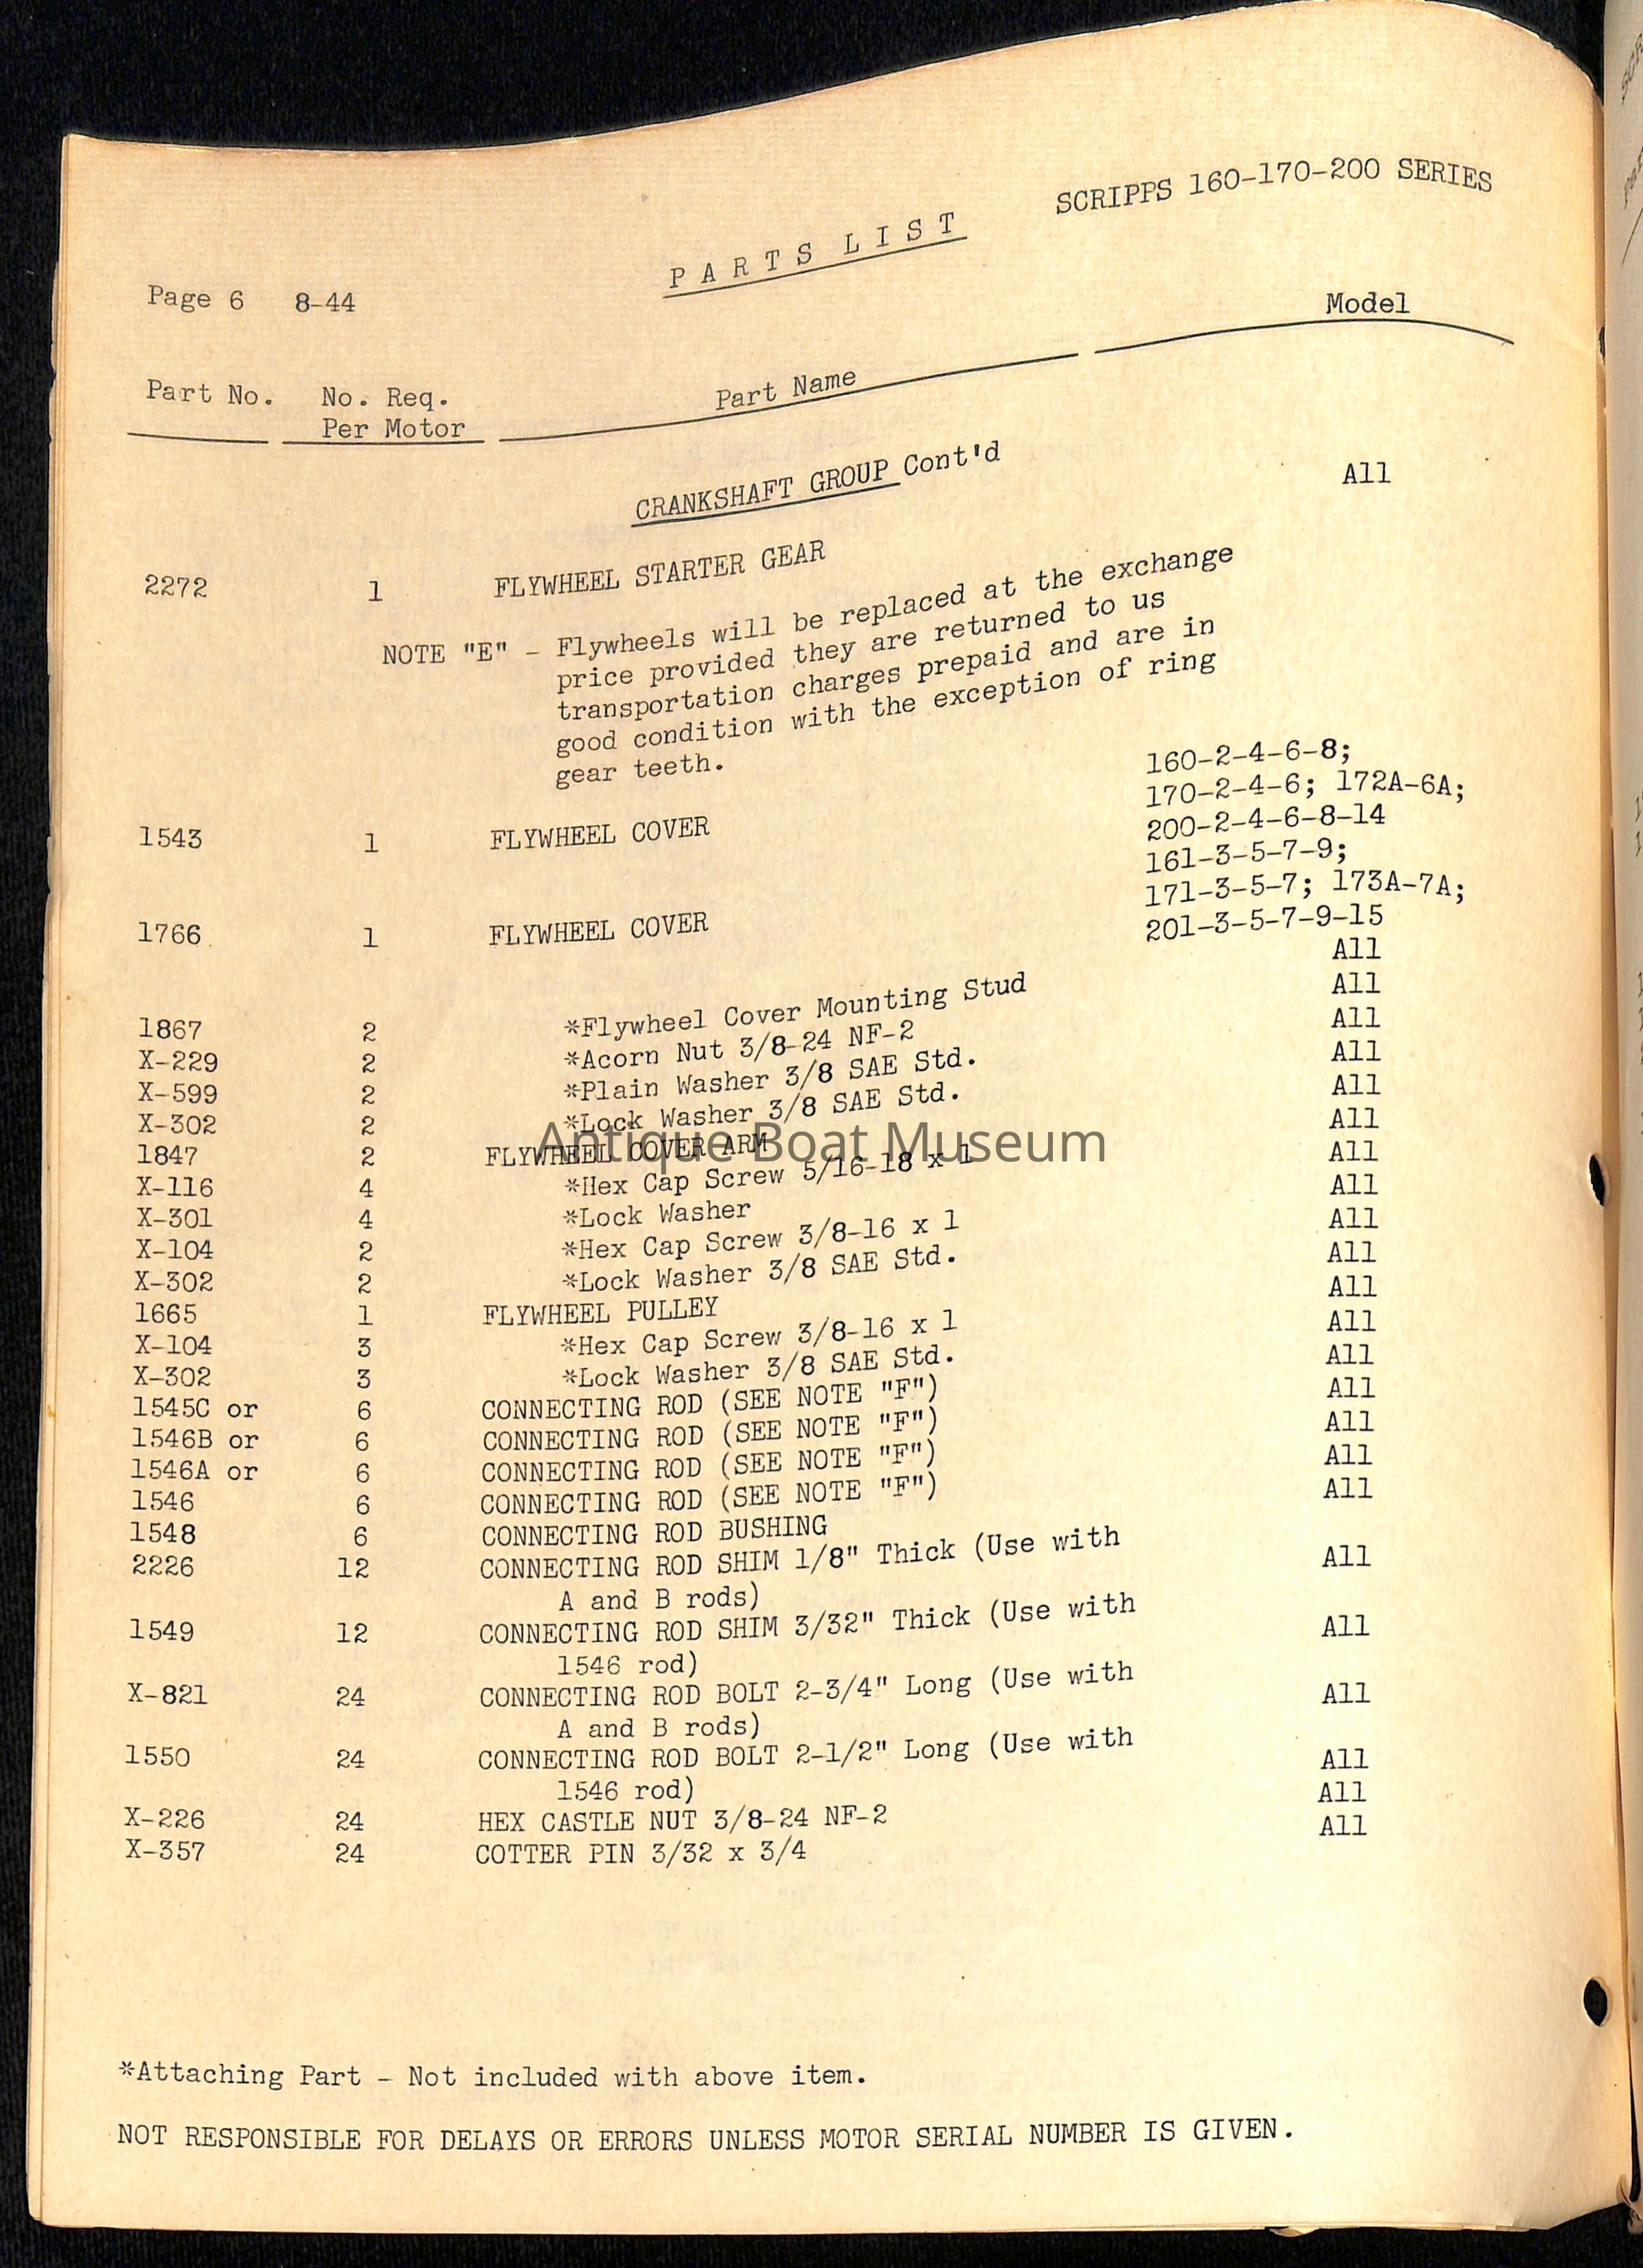 SCRIPPS 160-170-200 SERIES
PARTS LIST
Page 6 8-44
Model
Part No. No. Req. Part Name
Per Motor
CRANKSHAFT GROUP Cont'd
2272 1 FLYWHEEL STARTER GEAR All
NOTE "E" - Flywheels will be replaced at the exchange
price provided they are returned to us
transportation charges prepaid and are in
good condition with the exception of ring
gear teeth.
1543 1 FLYWHEEL COVER 160-2-4-6-8;
170-2-4-6; 172A-6A;
200-2-4-6-8-14
1766 1 FLYWHEEL COVER 161-3-5-7-9;
171-3-5-7; 173A-7A;
201-3-5-7-9-15
1867 2 *Flywheel Cover Mounting Stud All
X-229 2 *Acorn Nut 3/8-24 NF-2 All
X-599 2 *Plain Washer 3/8 SAE Std. All
X-302 2 *Lock Washer 3/8 SAE Std. All
1847 2 FLYWHEEL COVER ARM All
X-116 4 *Hex Cap Screw 5/16-18 x 1 All
X-301 4 *Lock Washer All
X-104 2 *Hex Cap Screw 3/8-16 x 1 All
X-302 2 *Lock Washer 3/8 SAE Std. All
1665 1 FLYWHEEL PULLEY All
X-104 3 *Hex Cap Screw 3/8-16 x 1 All
X-302 3 *Lock Washer 3/8 SAE Std. All
1545C or 6 CONNECTING ROD (SEE NOTE "F") All
1546B or 6 CONNECTING ROD (SEE NOTE "F") All
1546A or 6 CONNECTING ROD (SEE NOTE "F") All
1546 6 CONNECTING ROD (SEE NOTE "F") All
1548 6 CONNECTING ROD BUSHING All
2226 12 CONNECTING ROD SHIM 1/8" Thick (Use with All
A and B rods)
1549 12 CONNECTING ROD SHIM 3/32" Thick (Use with All
1546 rod)
X-821 24 CONNECTING ROD BOLT 2-3/4" Long (Use with All
A and B rods)
1550 24 CONNECTING ROD BOLT 2-1/2" Long (Use with All
1546 rod)
X-226 24 HEX CASTLE NUT 3/8-24 NF-2 All
X-357 24 COTTER PIN 3/32 x 3/4 All
*Attaching Part - Not included with above item.
NOT RESPONSIBLE FOR DELAYS OR ERRORS UNLESS MOTOR SERIAL NUMBER IS GIVEN.
Antique Boat Museum